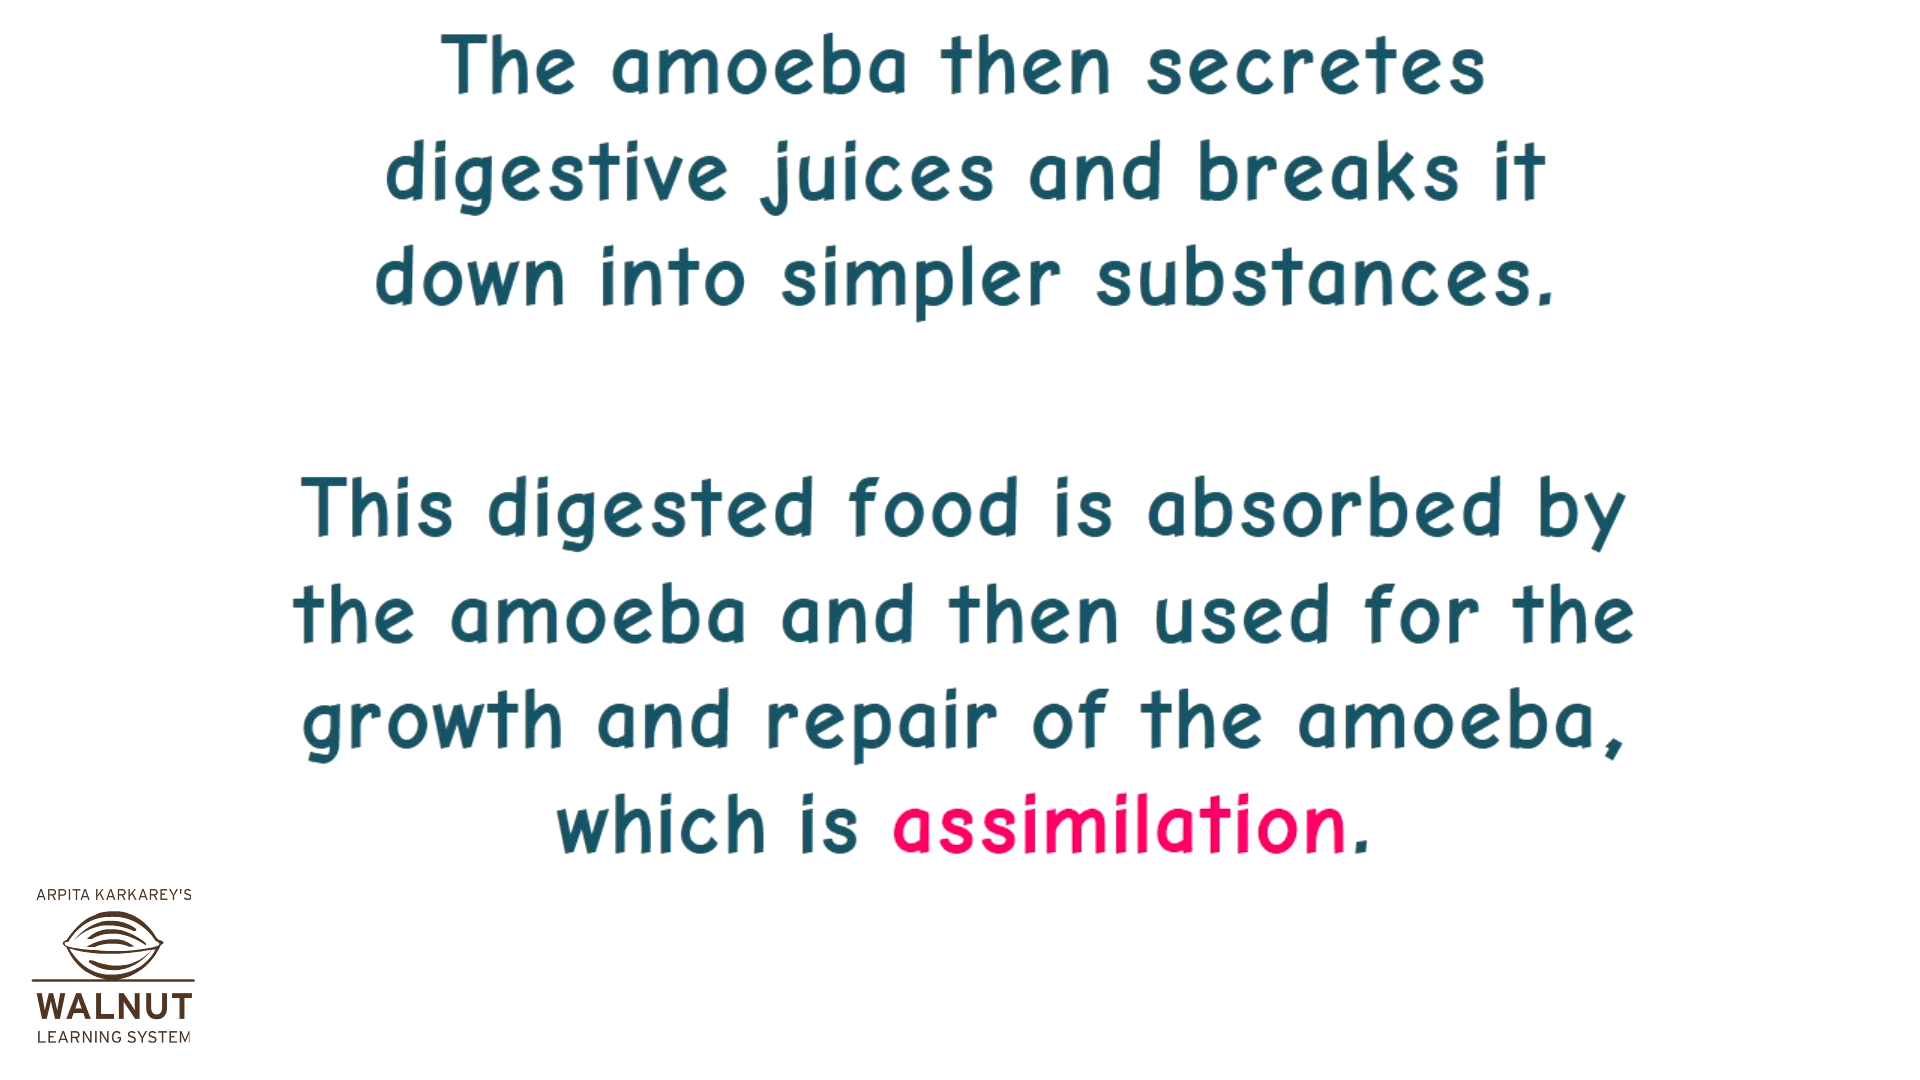 The amoeba then secretes
digestive juices and breaks it
down into simpler substances.
This digested food is absorbed by
the amoeba and then used for the
growth and repair of the amoeba,
which is assimilation.
ARPITA KARKAREY'S
WALNUT
LEARNING SYSTEM